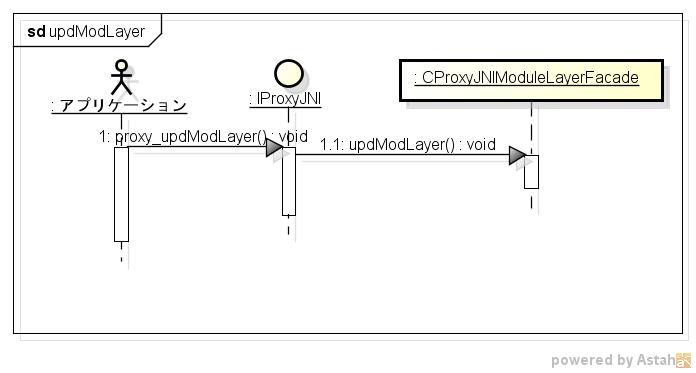 sd updModLayer
: アプリケーション
: IProxyJNI
: CProxyJNIModuleLayerFacade
1: proxy_updModLayer() : void
1.1: updModLayer() : void
powered by Astah